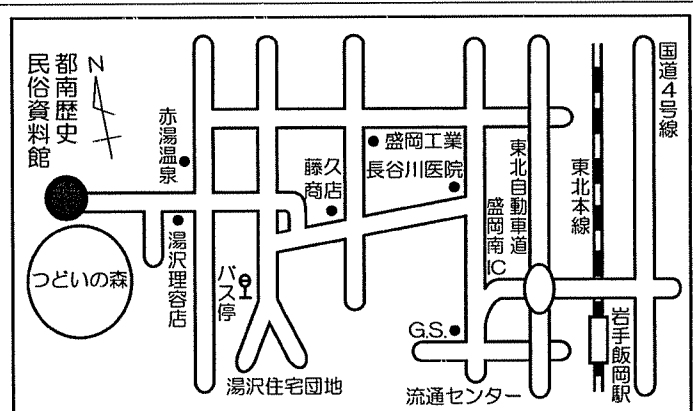 都南歴史
民俗資料館
N
赤湯温泉
藤久
商店
盛岡工業
長谷川医院
東北自動車道
盛岡南IC
東北本線
国道4号線
つどいの森
湯沢理容店
バス停
湯沢住宅団地
G.S.
流通センター
岩手飯岡駅